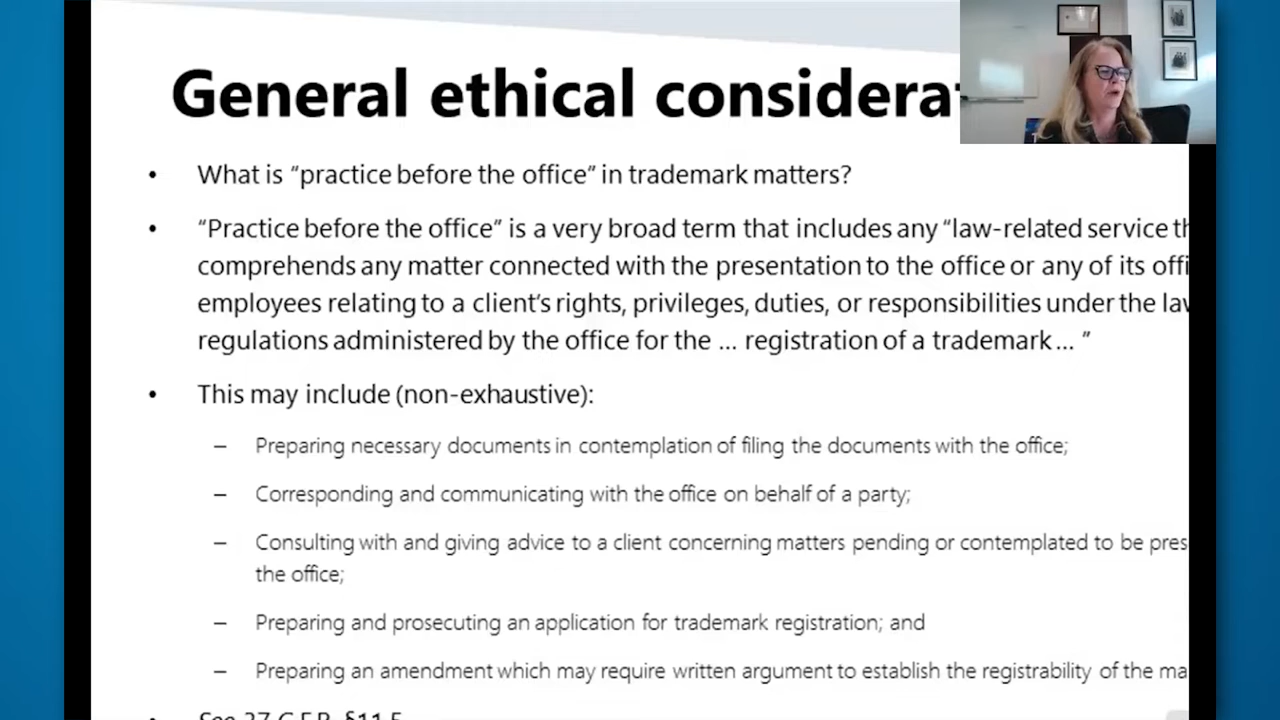 General ethical considerat
• What is “practice before the office” in trademark matters?
• “Practice before the office” is a very broad term that includes any “law-related service th
comprehends any matter connected with the presentation to the office or any of its offi
employees relating to a client’s rights, privileges, duties, or responsibilities under the law
regulations administered by the office for the … registration of a trademark… ”
• This may include (non-exhaustive):
– Preparing necessary documents in contemplation of filing the documents with the office;
– Corresponding and communicating with the office on behalf of a party;
– Consulting with and giving advice to a client concerning matters pending or contemplated to be pres
the office;
– Preparing and prosecuting an application for trademark registration; and
– Preparing an amendment which may require written argument to establish the registrability of the ma
• See 37 C.F.R. §11.5